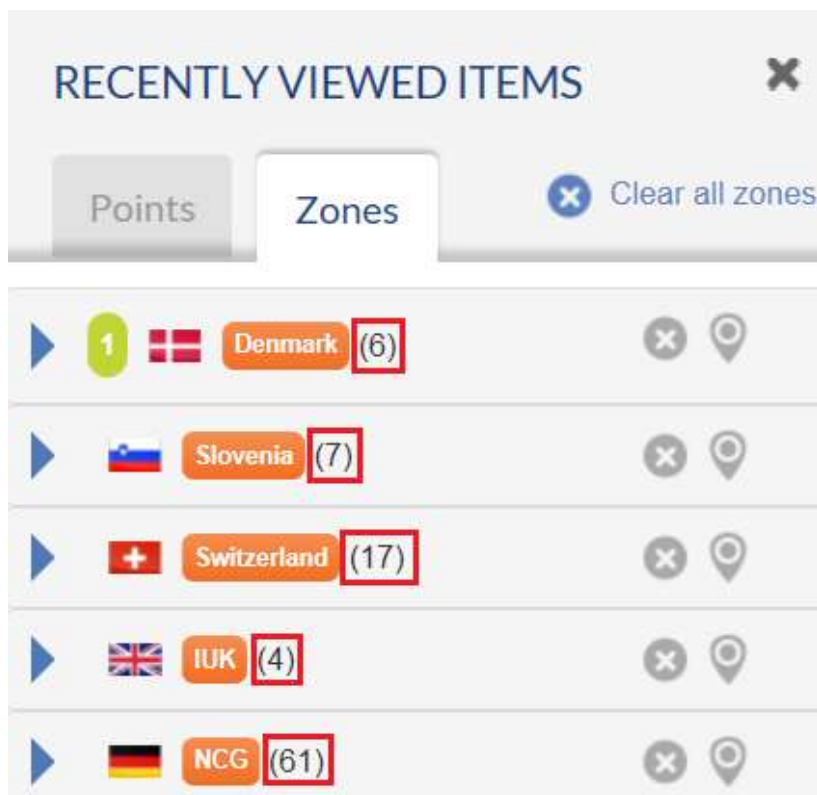 RECENTLY VIEWED ITEMS
Points Zones Clear all zones
1 Denmark (6)
Slovenia (7)
Switzerland (17)
IUK (4)
NCG (61)